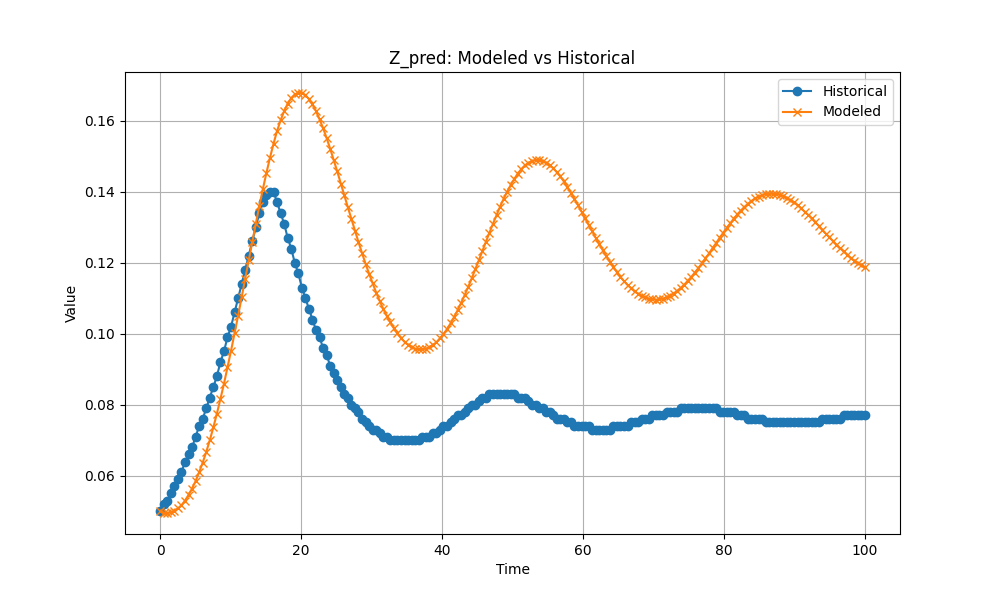 Z_pred: Modeled vs Historical
Historical
Modeled
Value
0.16
0.14
0.12
0.10
0.08
0.06
0 20 40 60 80 100
Time